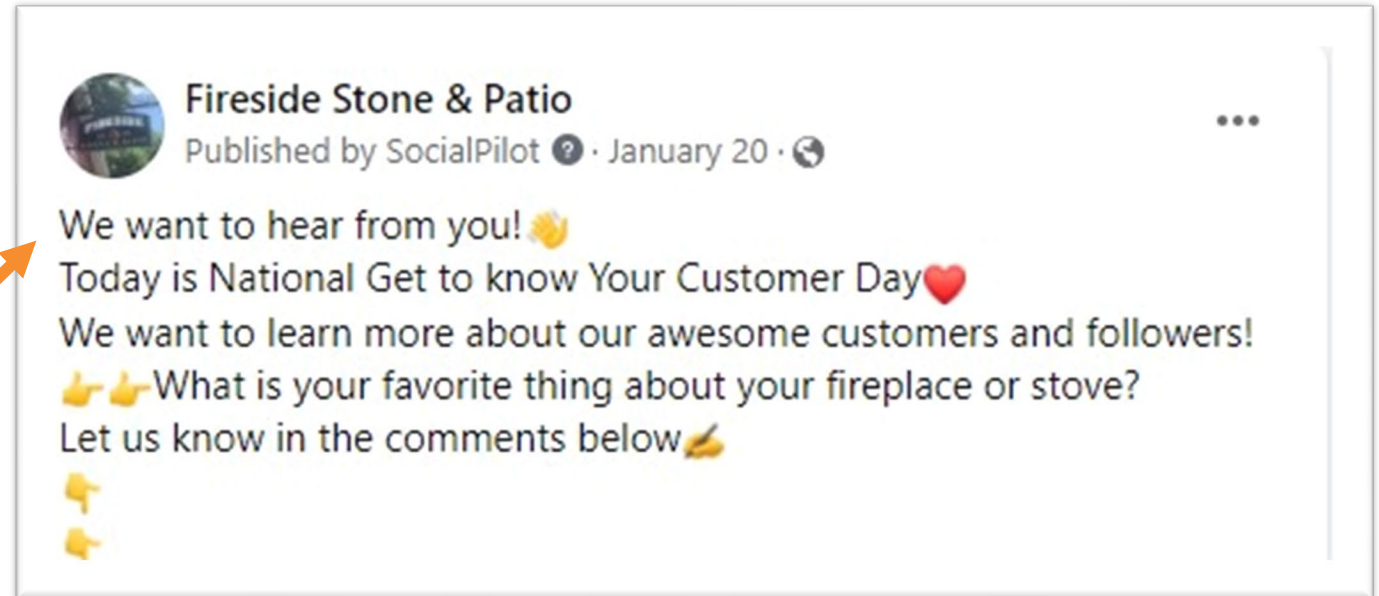 Fireside Stone & Patio
Published by SocialPilot · January 20 ·
We want to hear from you!👋
Today is National Get to know Your Customer Day❤️
We want to learn more about our awesome customers and followers!
👉👉What is your favorite thing about your fireplace or stove?
Let us know in the comments below✍️
👇
👇